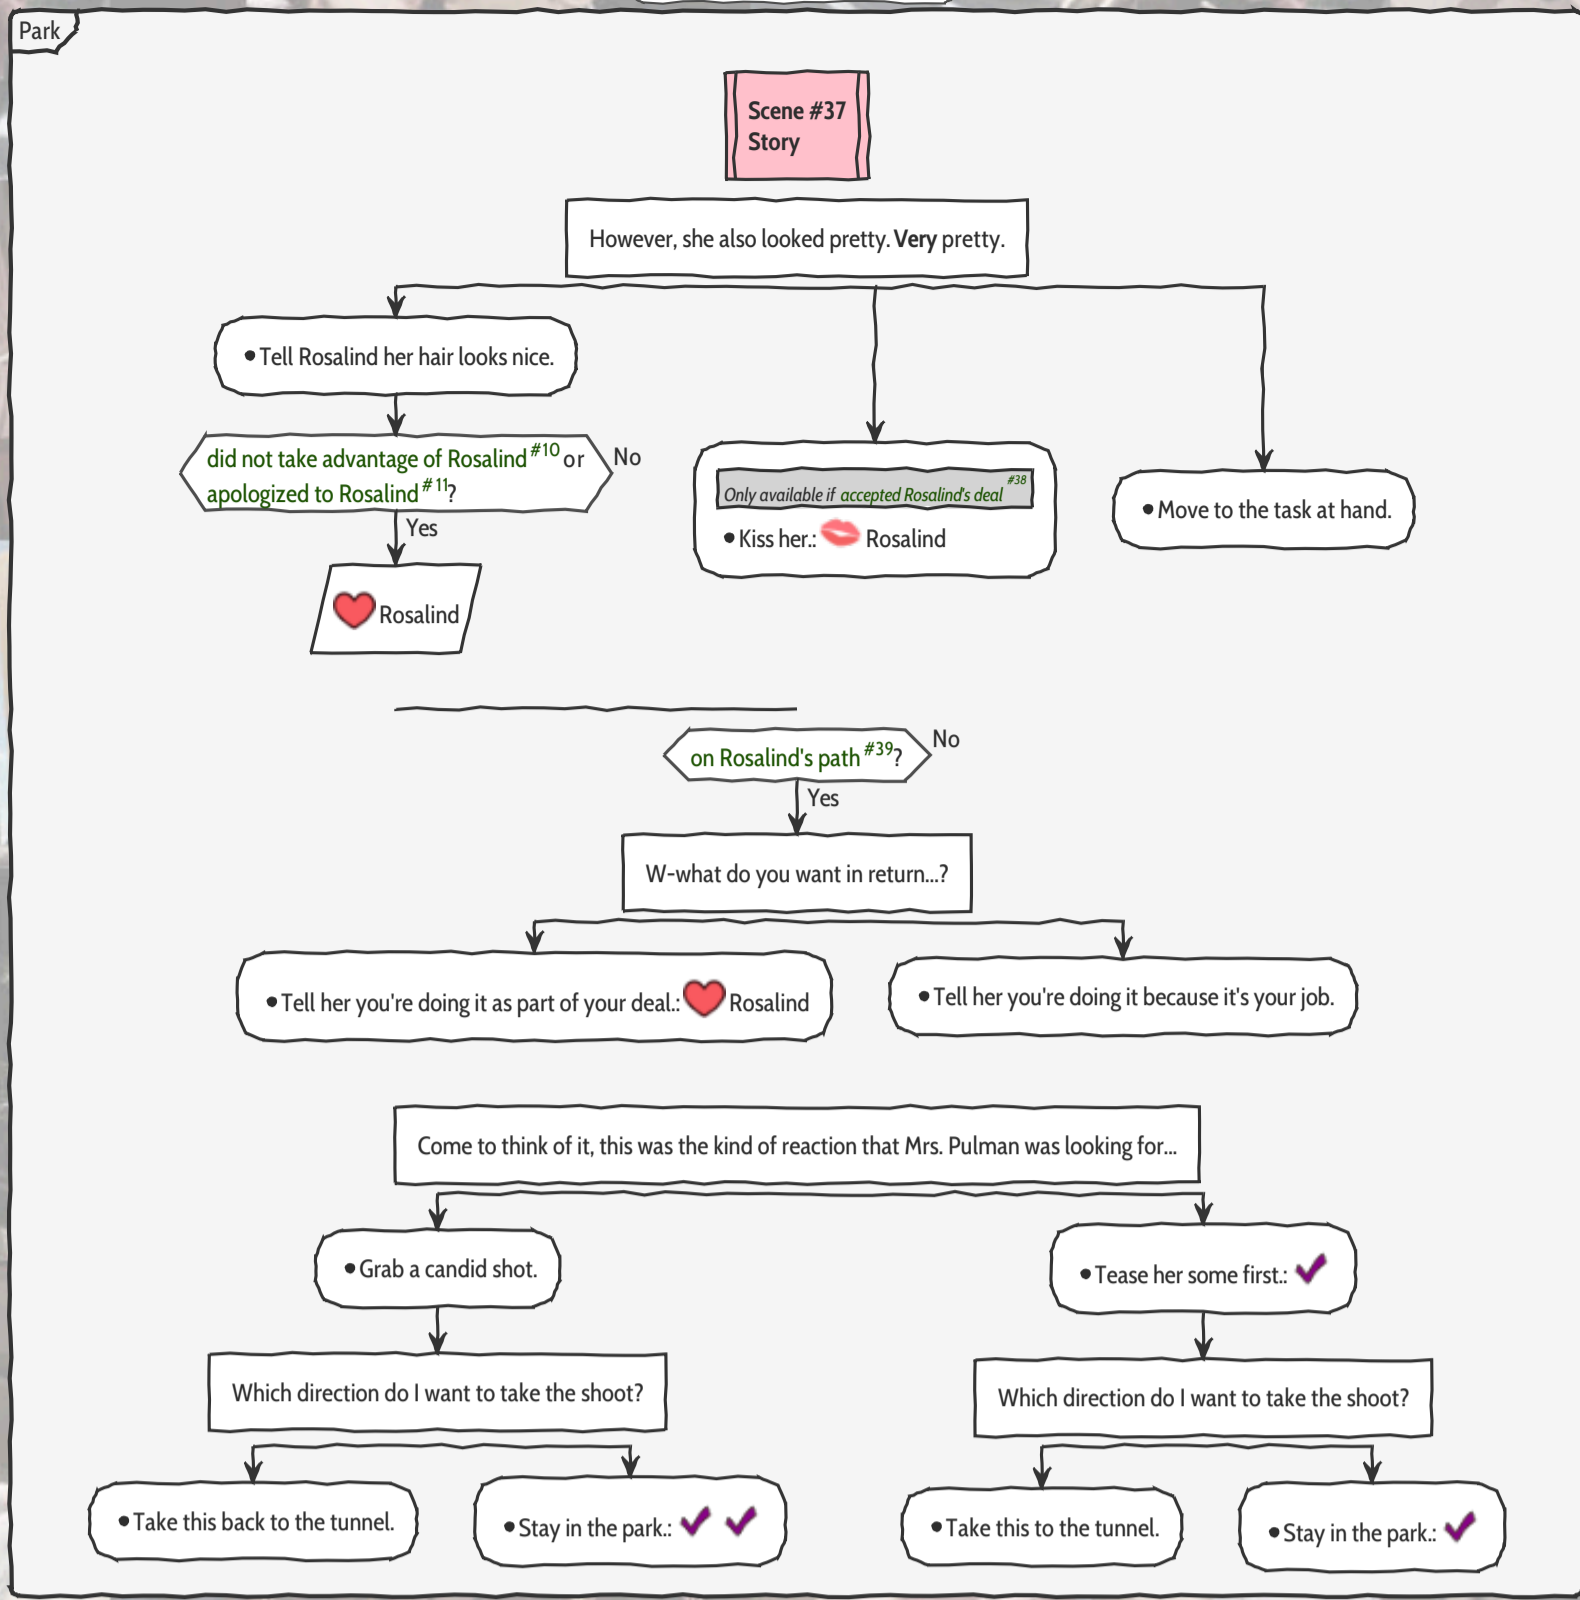 Park
Scene #37
Story
However, she also looked pretty. Very pretty.
• Tell Rosalind her hair looks nice.
did not take advantage of Rosalind #10 or
apologized to Rosalind #11?
No
Yes
Rosalind
Only available if accepted Rosalind's deal #38
• Kiss her.: Rosalind
• Move to the task at hand.
on Rosalind's path #39?
No
Yes
W-what do you want in return...?
• Tell her you're doing it as part of your deal.: Rosalind
• Tell her you're doing it because it's your job.
Come to think of it, this was the kind of reaction that Mrs. Pulman was looking for...
• Grab a candid shot.
• Tease her some first.:
Which direction do I want to take the shoot?
Which direction do I want to take the shoot?
• Take this back to the tunnel.
• Stay in the park.:
• Take this to the tunnel.
• Stay in the park.: